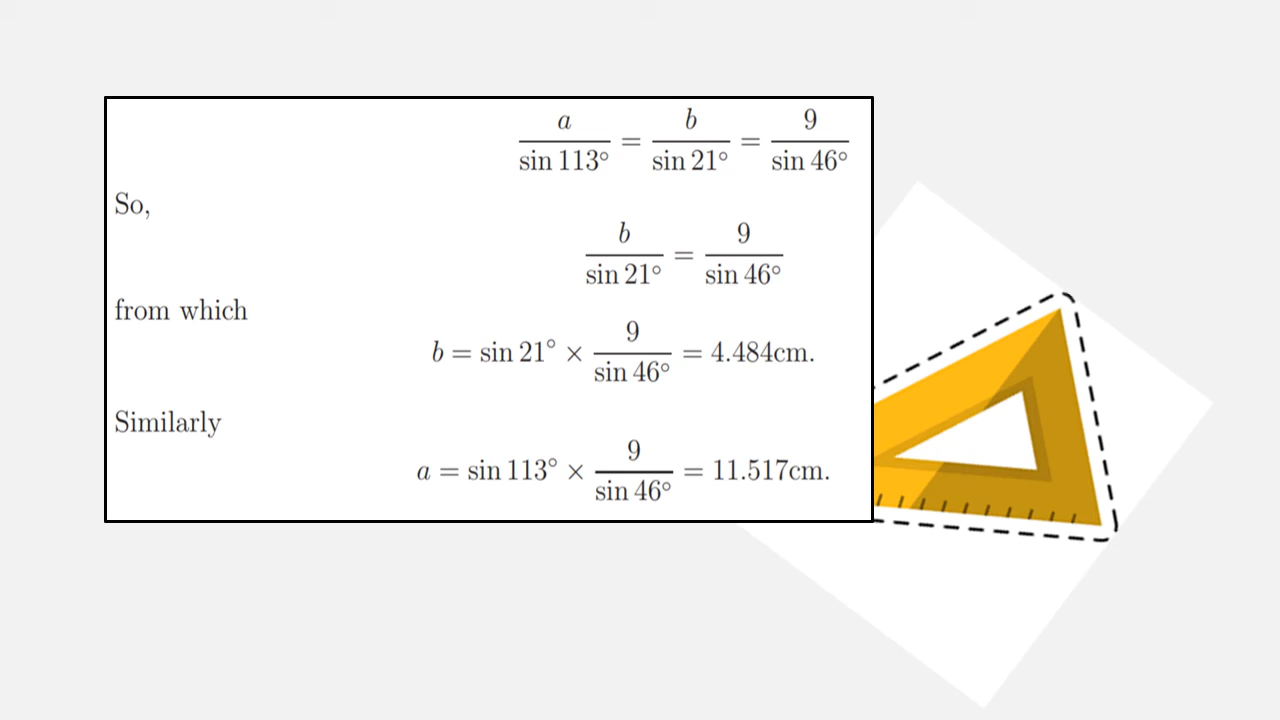 a/sin 113° = b/sin 21° = 9/sin 46°
So,
b/sin 21° = 9/sin 46°
from which
b = sin 21° × 9/sin 46° = 4.484cm.
Similarly
a = sin 113° × 9/sin 46° = 11.517cm.